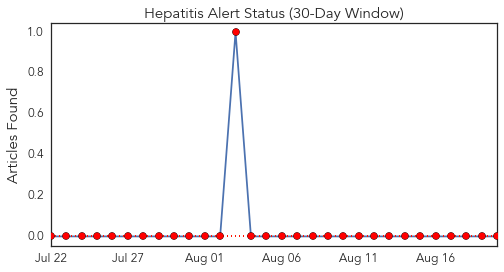 Hepatitis Alert Status (30-Day Window)
Articles Found
1.0
0.8
0.6
0.4
0.2
0.0
Jul 22 Jul 27 Aug 01 Aug 06 Aug 11 Aug 16